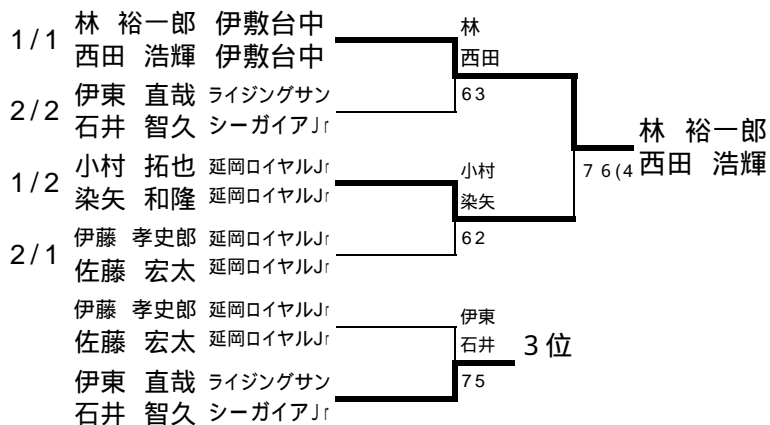 1/1 林 裕一郎 伊敷台中
西田 浩輝 伊敷台中
林
西田
63
2/2 伊東 直哉 ライジングサン
石井 智久 シーガイアJr
林 裕一郎
西田 浩輝
7 6(4
1/2 小村 拓也 延岡ロイヤルJr
染矢 和隆 延岡ロイヤルJr
小村
染矢
62
2/1 伊藤 孝史郎 延岡ロイヤルJr
佐藤 宏太 延岡ロイヤルJr
伊藤 孝史郎 延岡ロイヤルJr
佐藤 宏太 延岡ロイヤルJr
伊東
石井
3位
75
伊東 直哉 ライジングサン
石井 智久 シーガイアJr